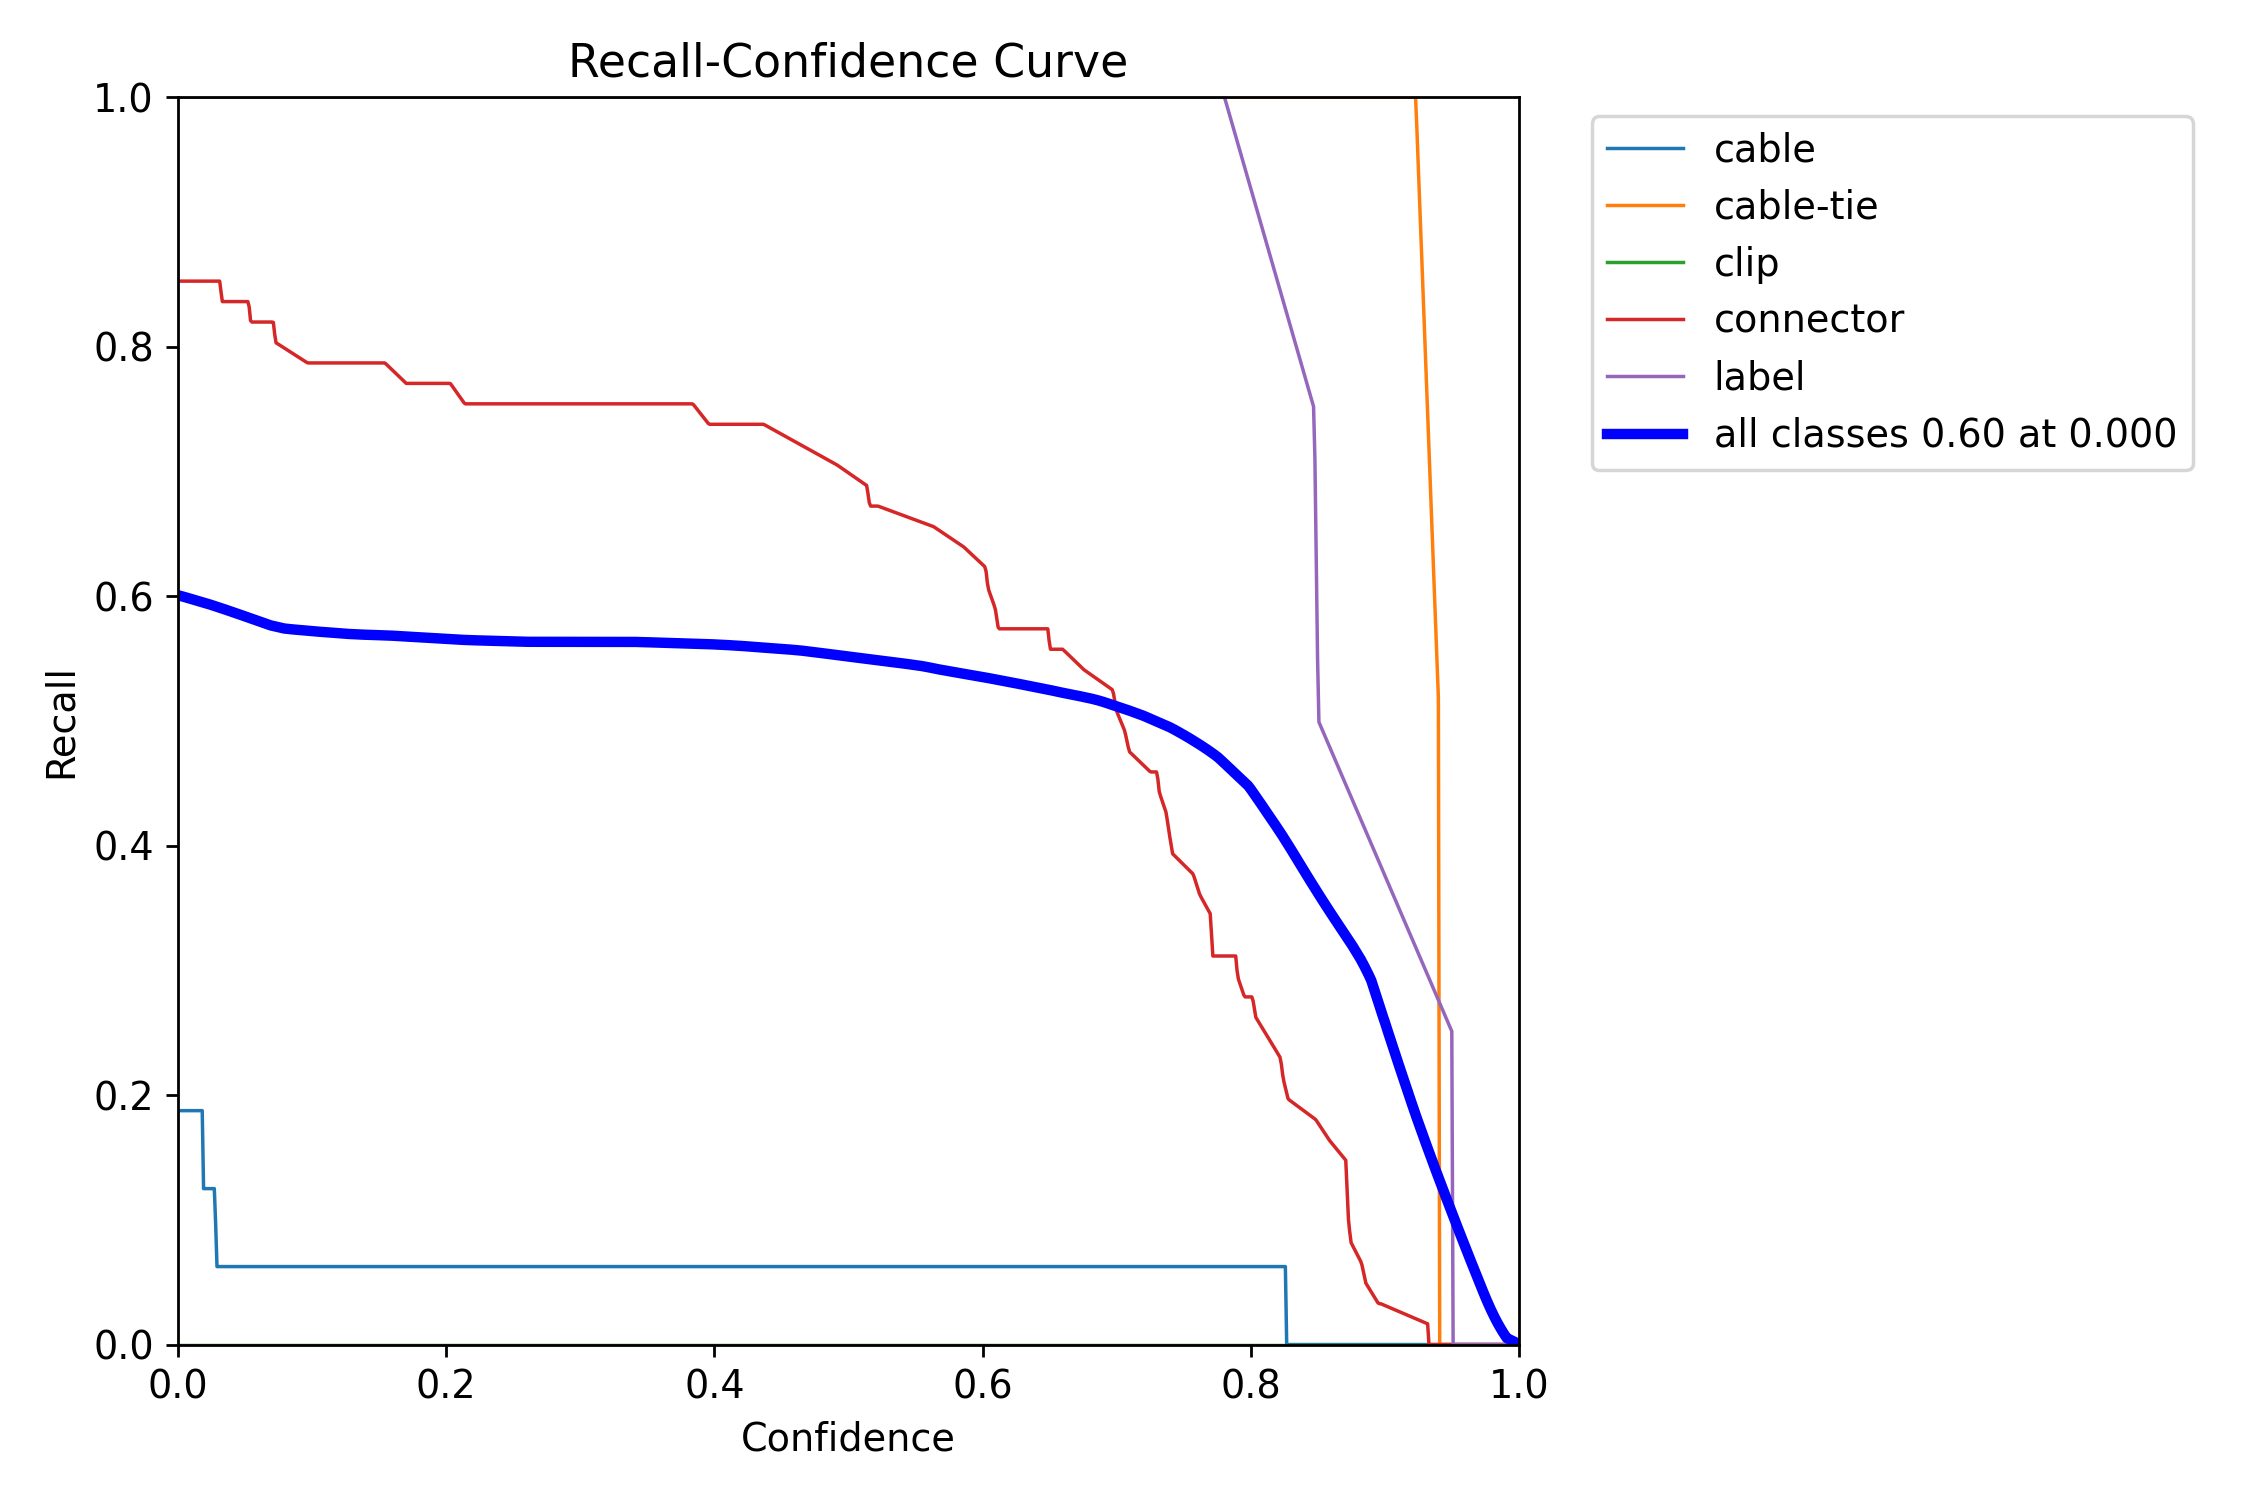 Recall-Confidence Curve
1.0
0.8
0.6
0.4
0.2
0.0
Recall
0.0 0.2 0.4 0.6 0.8 1.0
Confidence
cable
cable-tie
clip
connector
label
all classes 0.60 at 0.000